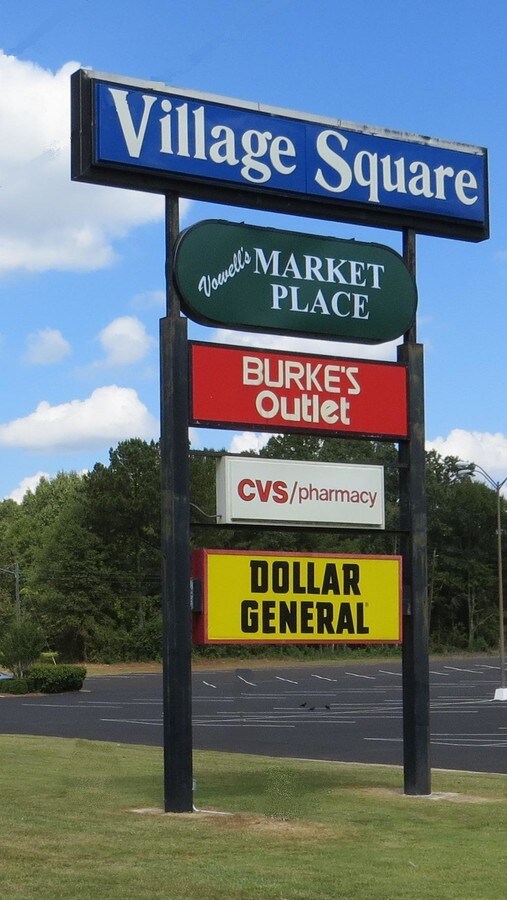 Village Square
Vowell's MARKET
PLACE
BURKE'S
Outlet
CVS/pharmacy
DOLLAR
GENERAL